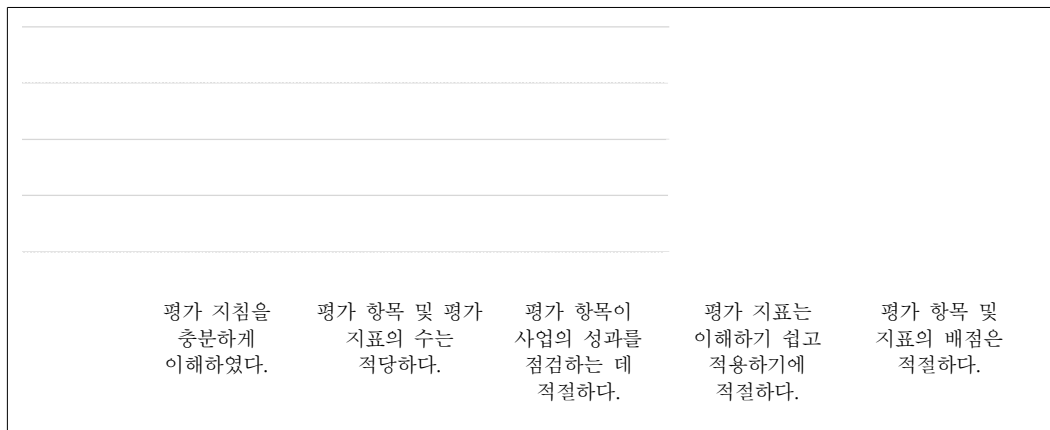 평가 지침을
충분하게
이해하였다.
평가 항목 및 평가
지표의 수는
적당하다.
평가 항목이
사업의 성과를
점검하는 데
적절하다.
평가 지표는
이해하기 쉽고
적용하기에
적절하다.
평가 항목 및
지표의 배점은
적절하다.